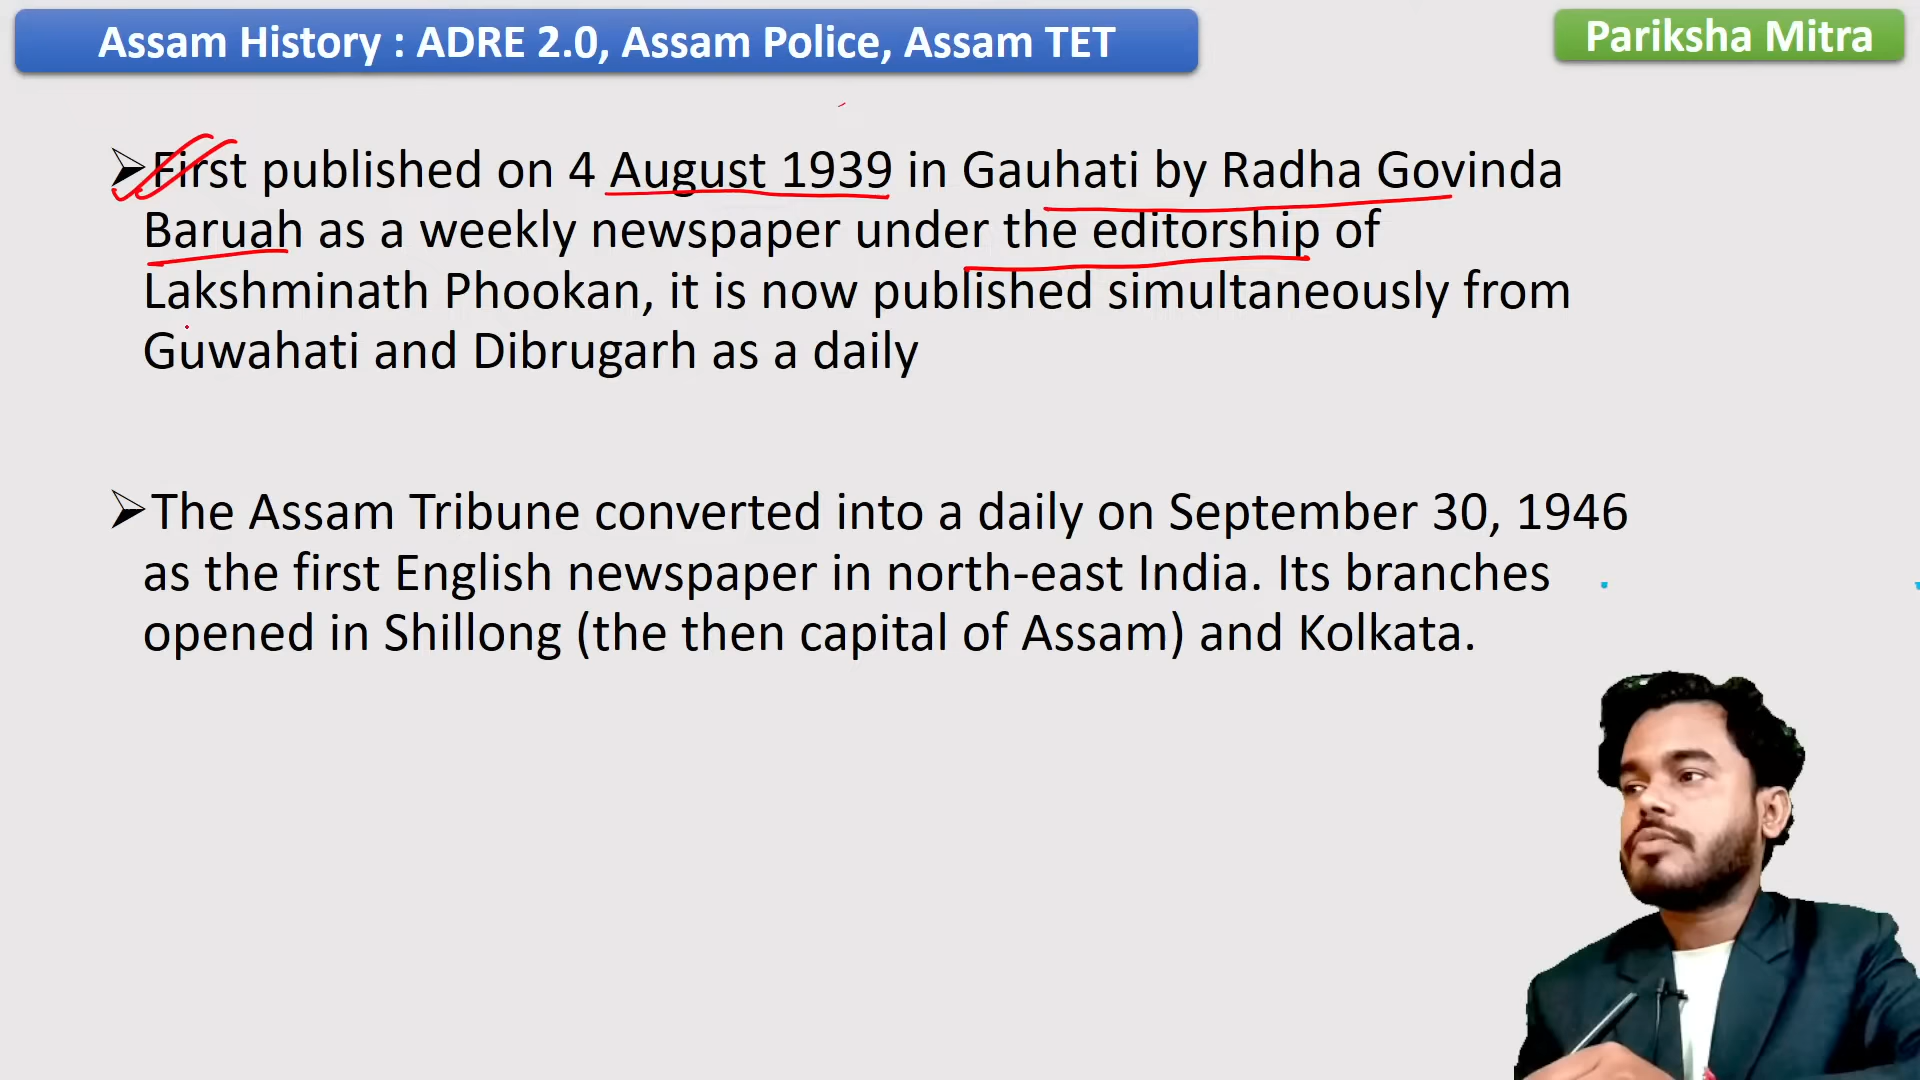 Assam History : ADRE 2.0, Assam Police, Assam TET
Pariksha Mitra
First published on 4 August 1939 in Gauhati by Radha Govinda
Baruah as a weekly newspaper under the editorship of
Lakshminath Phookan, it is now published simultaneously from
Guwahati and Dibrugarh as a daily
The Assam Tribune converted into a daily on September 30, 1946
as the first English newspaper in north-east India. Its branches
opened in Shillong (the then capital of Assam) and Kolkata.